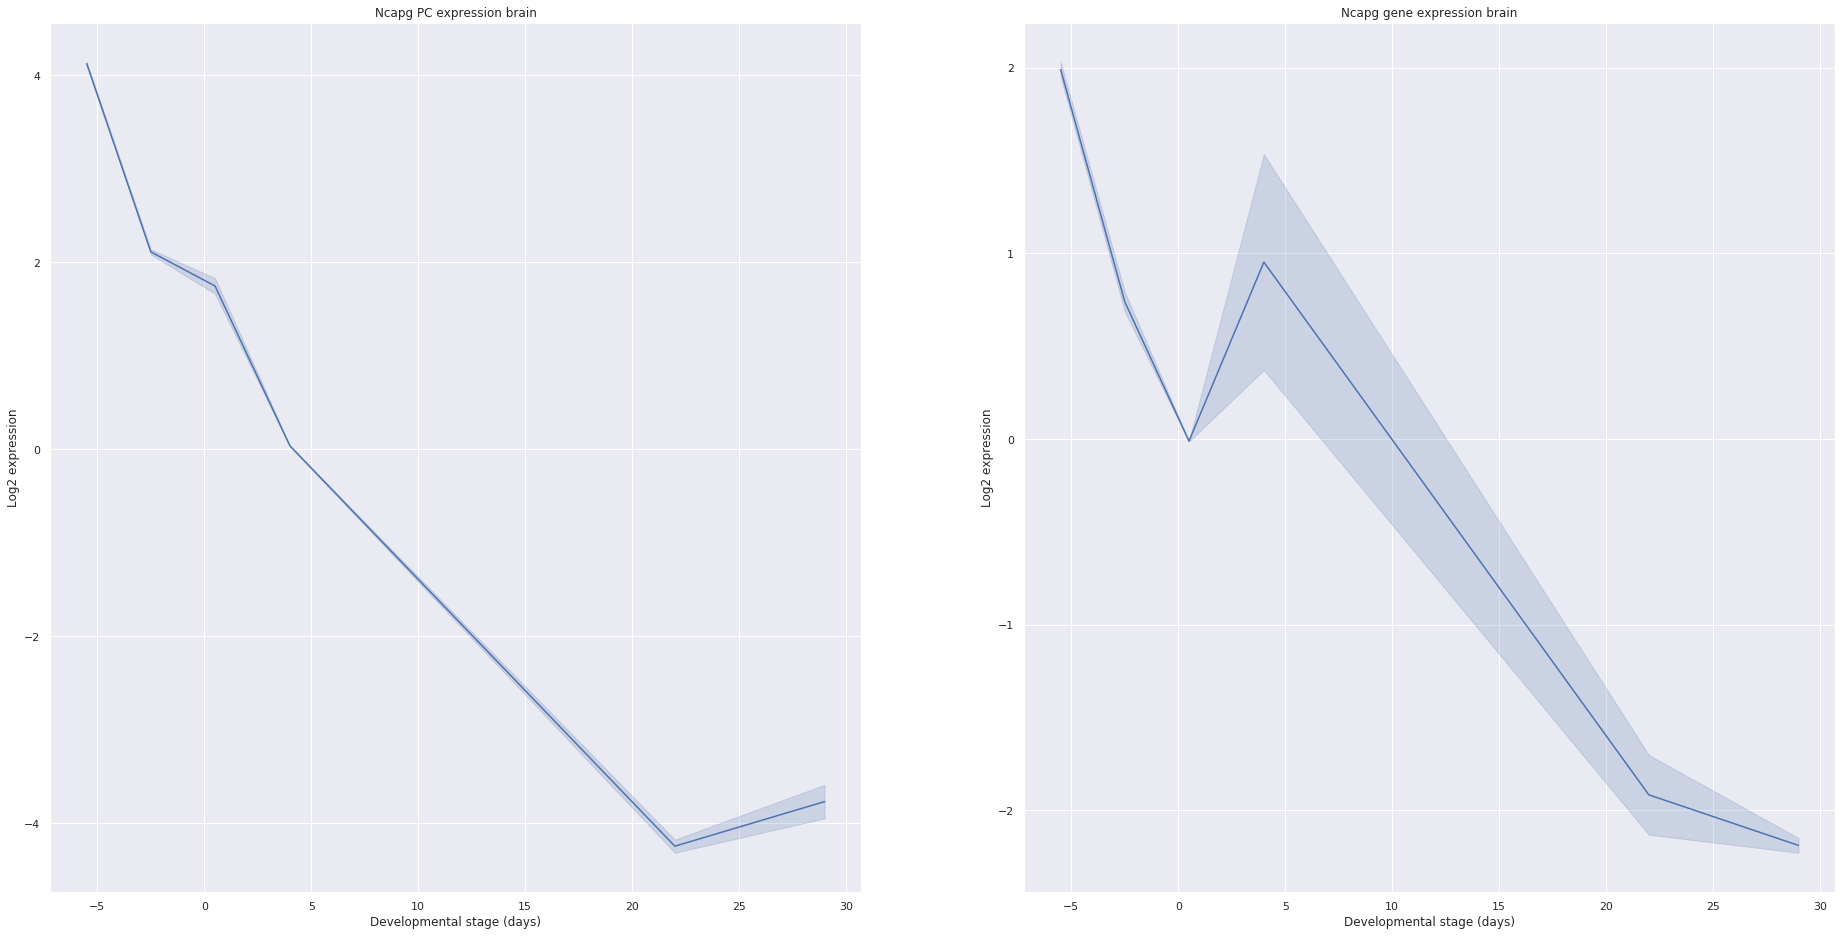 Ncapg PC expression brain
4
2
0
−2
−4
Log2 expression
−5 0 5 10 15 20 25 30
Developmental stage (days)
Ncapg gene expression brain
2
1
0
−1
−2
Log2 expression
−5 0 5 10 15 20 25 30
Developmental stage (days)